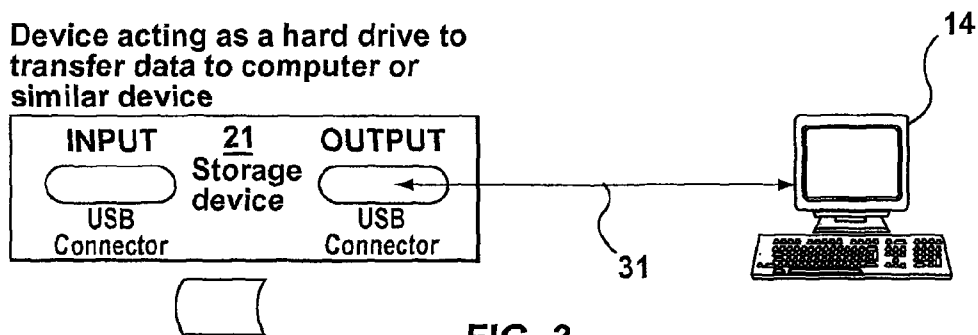 Device acting as a hard drive to
transfer data to computer or
similar device
14
INPUT 21 OUTPUT
Storage
device
USB
Connector
USB
Connector
31
FIG.